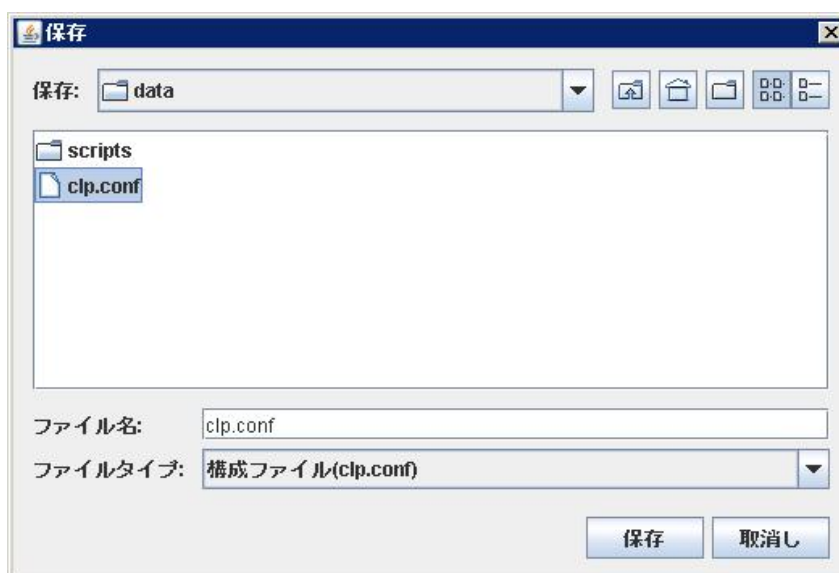 保存
保存: data
scripts
clp.conf
ファイル名: clp.conf
ファイルタイプ: 構成ファイル(clp.conf)
保存 取消し